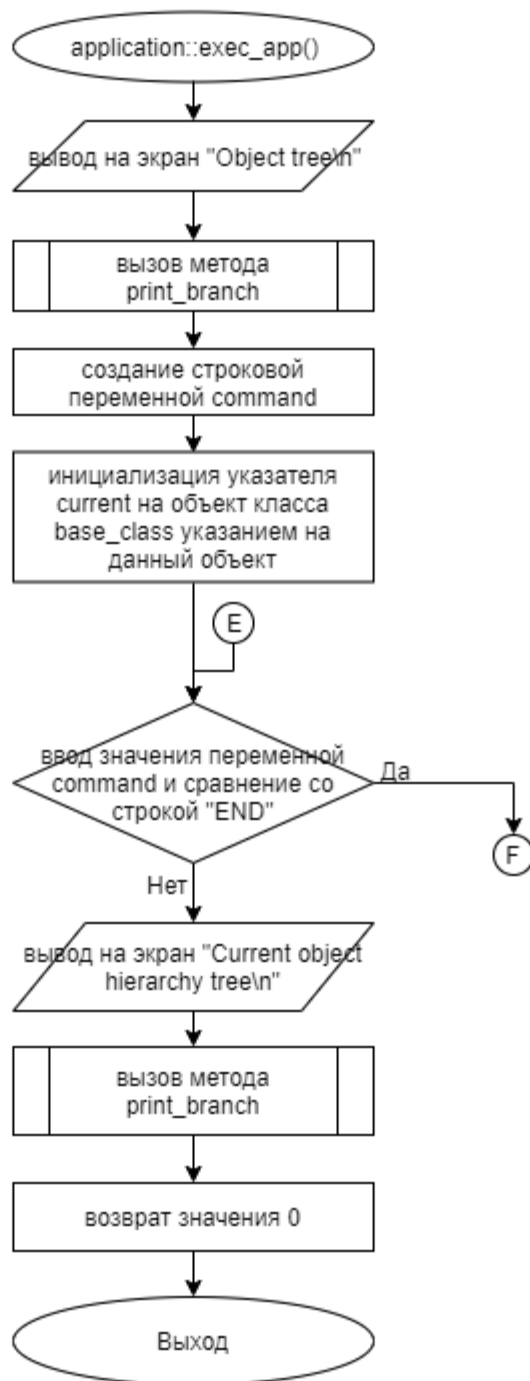 application::exec_app()
вывод на экран "Object tree\n"
вызов метода
print_branch
создание строковой
переменной command
инициализация указателя
current на объект класса
base_class указанием на
данный объект
E
ввод значения переменной
command и сравнение со
строкой "END"
Да
F
Нет
вывод на экран "Current object
hierarchy tree\n"
вызов метода
print_branch
возврат значения 0
Выход